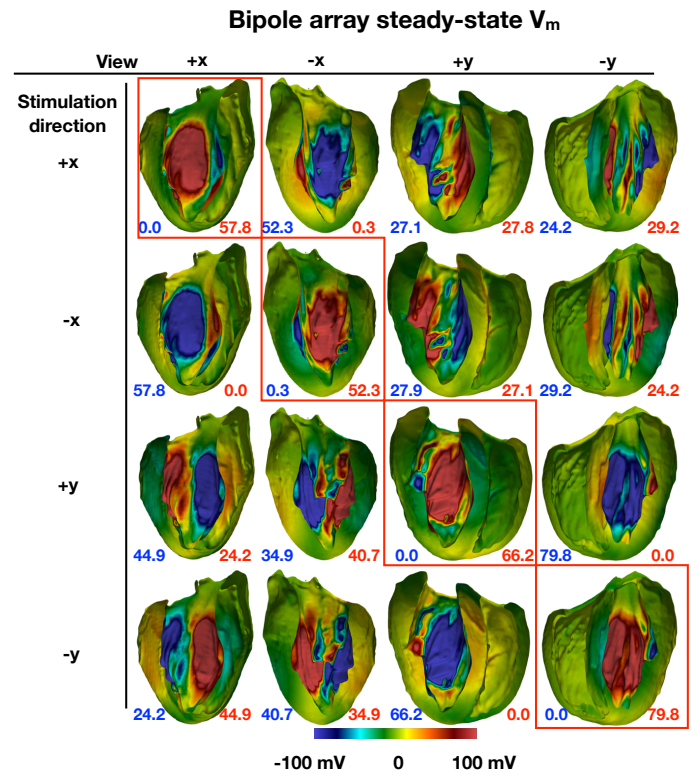 Bipole array steady-state Vm
View +x -x +y -y
Stimulation
direction
+x
0.0 57.8 52.3 0.3 27.1 27.8 24.2 29.2
-x
57.8 0.0 0.3 52.3 27.9 27.1 29.2 24.2
+y
44.9 24.2 34.9 40.7 0.0 66.2 79.8 0.0
-y
24.2 44.9 40.7 34.9 66.2 0.0 0.0 79.8
-100 mV 0 100 mV